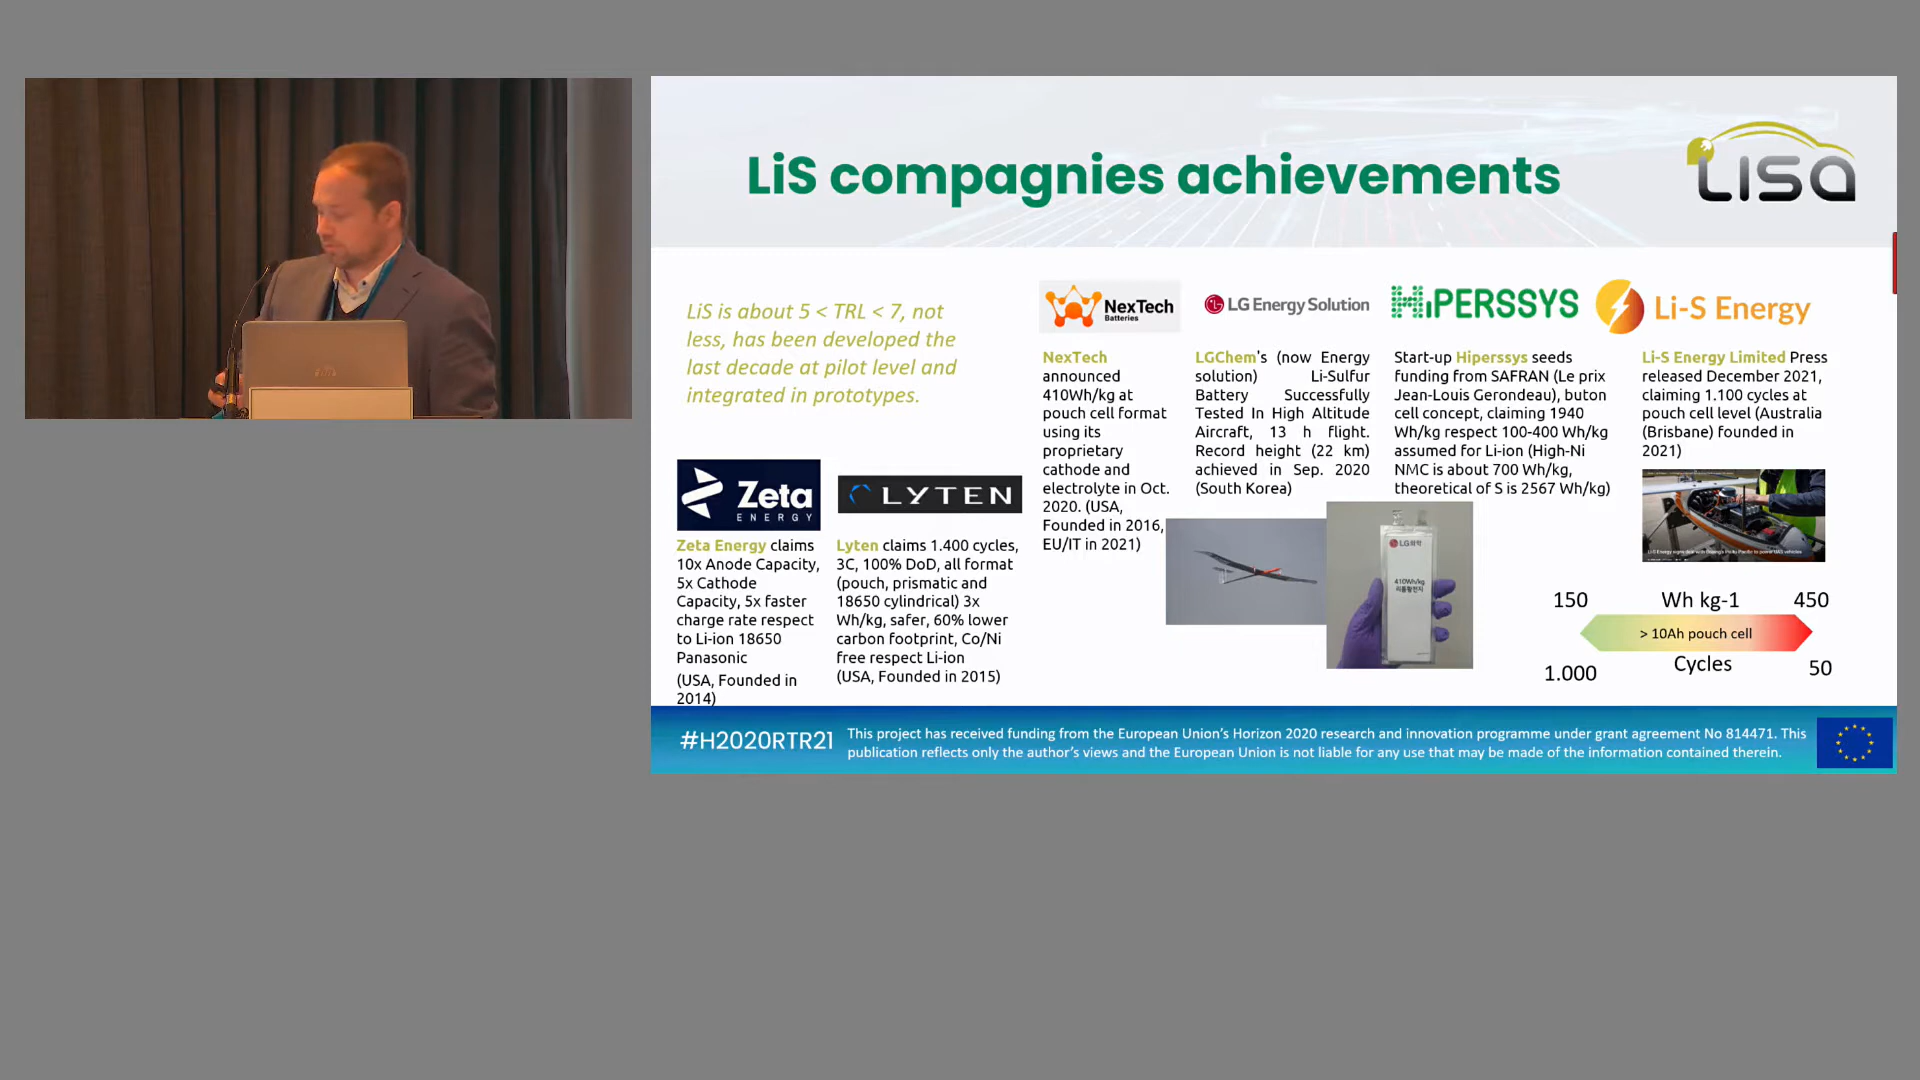 LiS compagnies achievements
LISA
LiS is about 5 < TRL < 7, not
less, has been developed the
last decade at pilot level and
integrated in prototypes.
Zeta
ENERGY
Zeta Energy claims
10x Anode Capacity,
5x Cathode
Capacity, 5x faster
charge rate respect
to Li-ion 18650
Panasonic
(USA, Founded in
2014)
LYTEN
Lyten claims 1.400 cycles,
3C, 100% DoD, all format
(pouch, prismatic and
18650 cylindrical) 3x
Wh/kg, safer, 60% lower
carbon footprint, Co/Ni
free respect Li-ion
(USA, Founded in 2015)
NexTech
Batteries
NexTech
announced
410Wh/kg at
pouch cell format
using its
proprietary
cathode and
electrolyte in Oct.
2020. (USA,
Founded in 2016,
EU/IT in 2021)
LG Energy Solution
LGChem's (now Energy
solution) Li-Sulfur
Battery Successfully
Tested In High Altitude
Aircraft, 13 h flight.
Record height (22 km)
achieved in Sep. 2020
(South Korea)
LG화학
410Wh/kg
리튬황전지
HiPERSSYS
Start-up Hiperssys seeds
funding from SAFRAN (Le prix
Jean-Louis Gerondeau), buton
cell concept, claiming 1940
Wh/kg respect 100-400 Wh/kg
assumed for Li-ion (High-Ni
NMC is about 700 Wh/kg,
theoretical of S is 2567 Wh/kg)
Li-S Energy
Li-S Energy Limited Press
released December 2021,
claiming 1.100 cycles at
pouch cell level (Australia
(Brisbane) founded in
2021)
150 Wh kg-1 450
> 10Ah pouch cell
1.000 Cycles 50
#H2020RTR21
This project has received funding from the European Union's Horizon 2020 research and innovation programme under grant agreement No 814471. This
publication reflects only the author's views and the European Union is not liable for any use that may be made of the information contained therein.